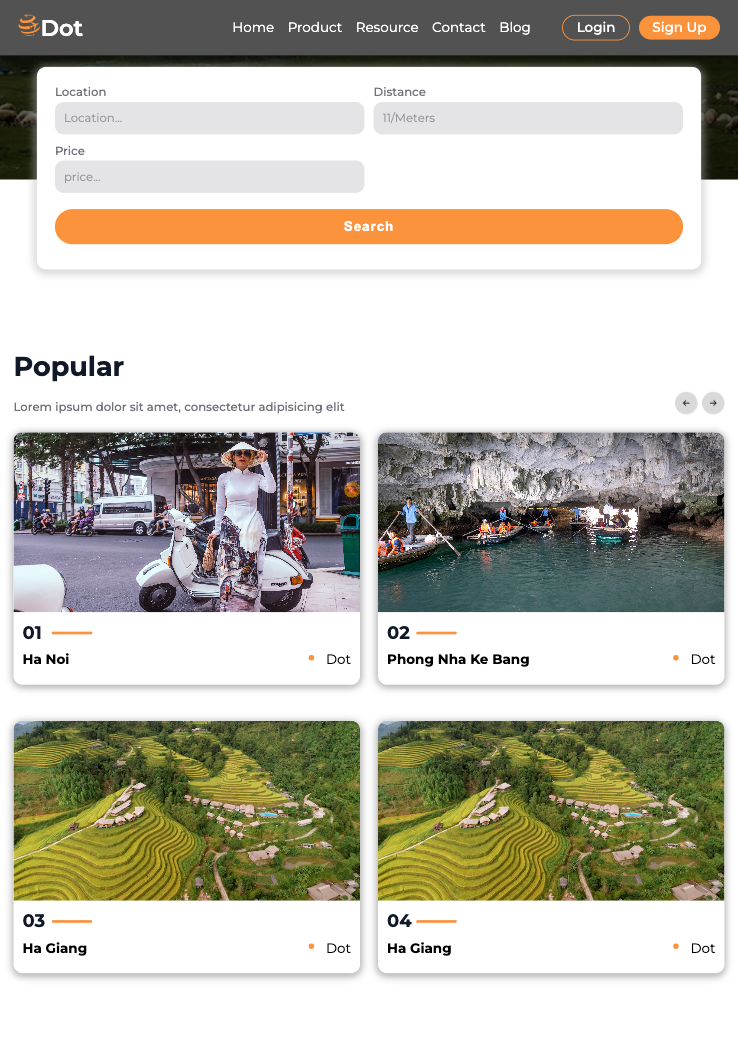 Dot
Home Product Resource Contact Blog Login Sign Up
Location Distance
Location... 11/Meters
Price
price...
Search
Popular
Lorem ipsum dolor sit amet, consectetur adipisicing elit
01
Ha Noi Dot
02
Phong Nha Ke Bang Dot
03
Ha Giang Dot
04
Ha Giang Dot